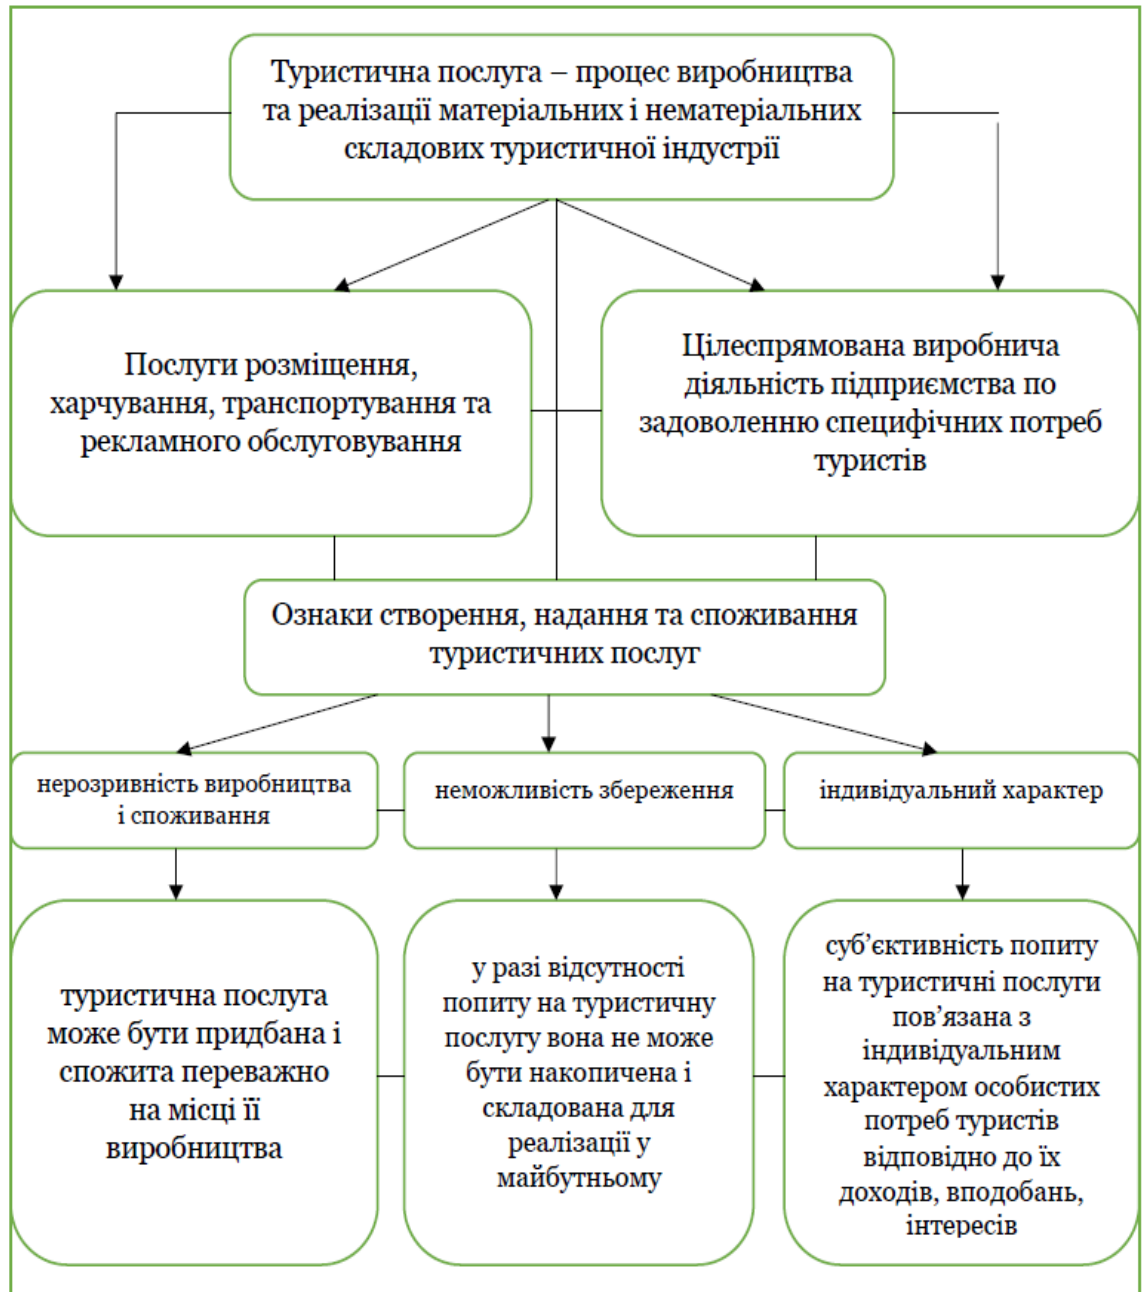 Туристична послуга – процес виробництва
та реалізації матеріальних і нематеріальних
складових туристичної індустрії
Послуги розміщення,
харчування, транспортування та
рекламного обслуговування
Цілеспрямована виробнича
діяльність підприємства по
задоволенню специфічних потреб
туристів
Ознаки створення, надання та споживання
туристичних послуг
нерозривність виробництва
і споживання
неможливість збереження
індивідуальний характер
туристична послуга
може бути придбана і
спожита переважно
на місці її
виробництва
у разі відсутності
попиту на туристичну
послугу вона не може
бути накопичена і
складована для
реалізації у
майбутньому
суб’єктивність попиту
на туристичні послуги
пов’язана з
індивідуальним
характером особистих
потреб туристів
відповідно до їх
доходів, вподобань,
інтересів